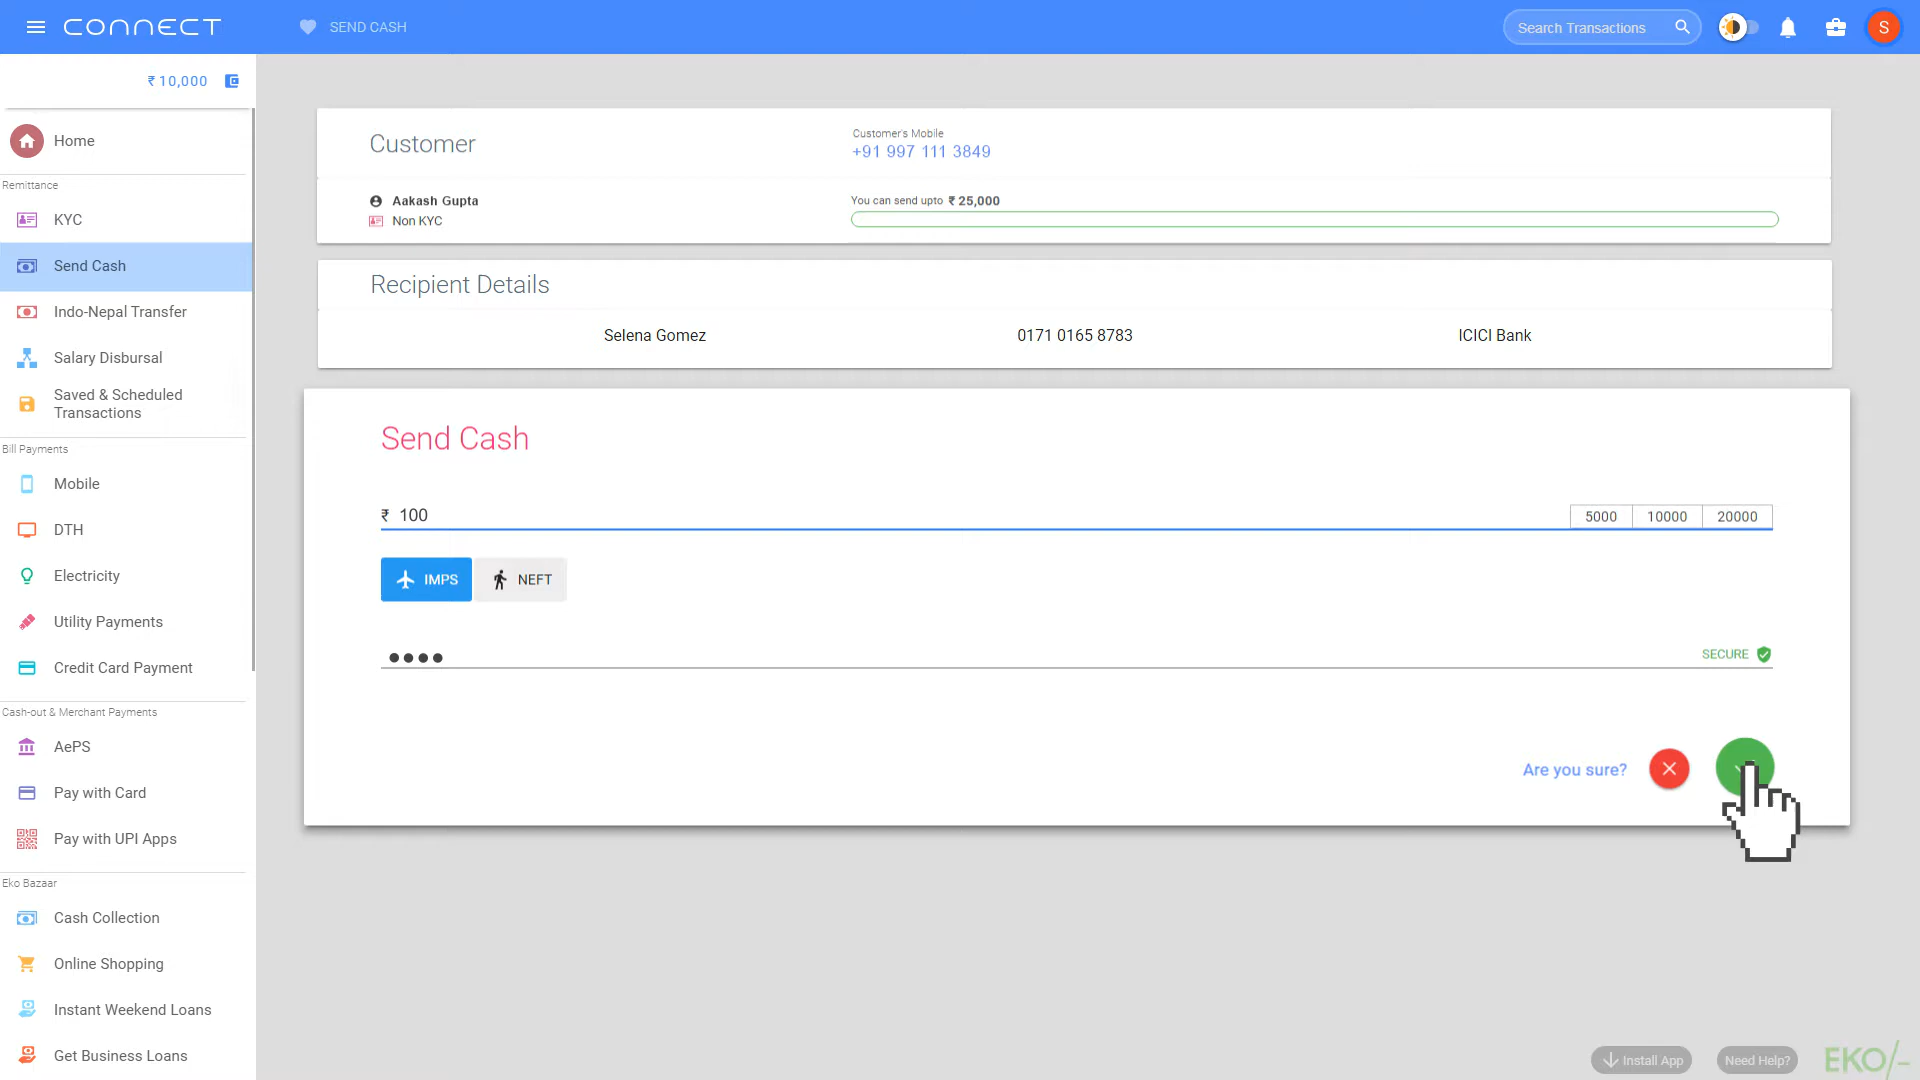 CONNECT
SEND CASH
Search Transactions
S
₹ 10,000
Home
Remittance
KYC
Send Cash
Indo-Nepal Transfer
Salary Disbursal
Saved & Scheduled
Transactions
Bill Payments
Mobile
DTH
Electricity
Utility Payments
Credit Card Payment
Cash-out & Merchant Payments
AePS
Pay with Card
Pay with UPI Apps
Eko Bazaar
Cash Collection
Online Shopping
Instant Weekend Loans
Get Business Loans
Customer
Customer's Mobile
+91 997 111 3849
Aakash Gupta
Non KYC
You can send upto ₹ 25,000
Recipient Details
Selena Gomez 0171 0165 8783 ICICI Bank
Send Cash
₹ 100
5000 10000 20000
IMPS NEFT
SECURE
Are you sure?
Install App
Need Help?
EKO/-